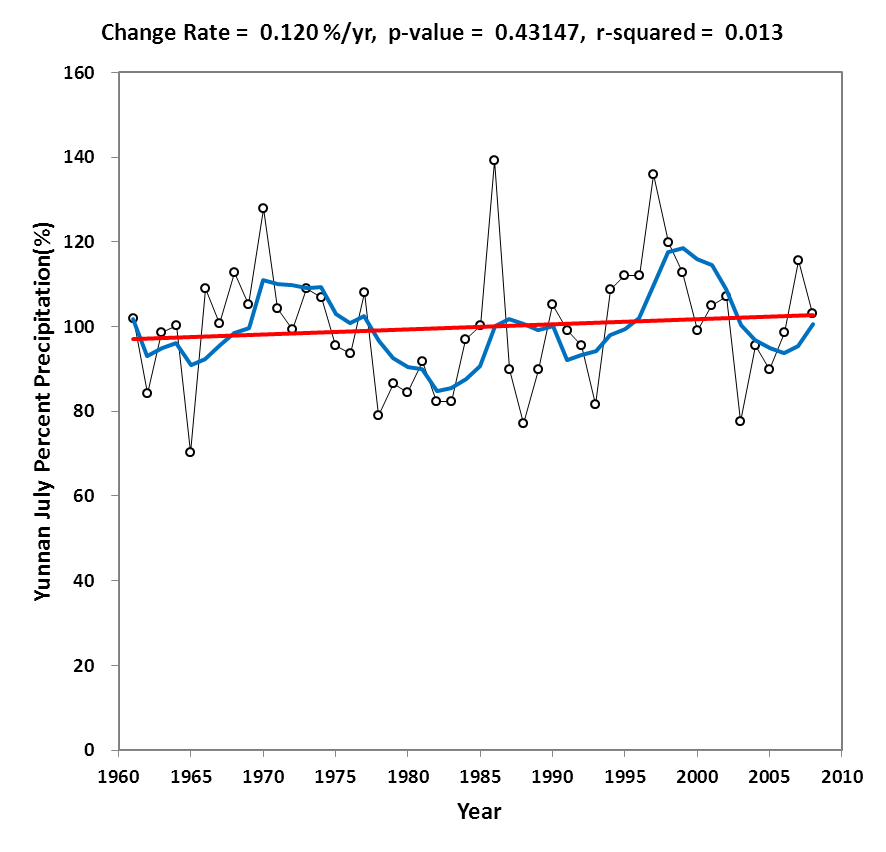 Change Rate = 0.120 %/yr, p-value = 0.43147, r-squared = 0.013
160
140
120
100
80
60
40
20
0
Yunnan July Percent Precipitation(%)
1960 1965 1970 1975 1980 1985 1990 1995 2000 2005 2010
Year